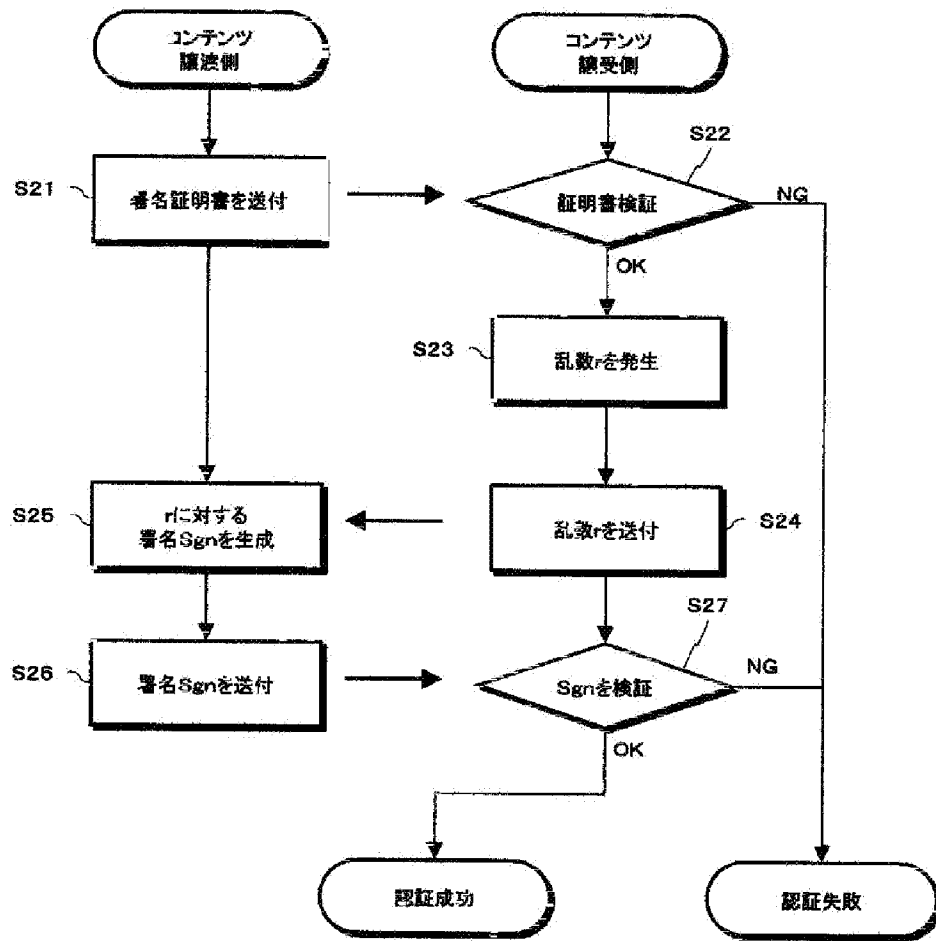 コンテンツ
譲渡側
コンテンツ
譲受側
S21
署名証明書を送付
S22
証明書検証
NG
OK
S23
乱数rを発生
S25
rに対する
署名Sgnを生成
乱数rを送付
S24
S26
署名Sgnを送付
S27
Sgnを検証
NG
OK
認証成功
認証失敗